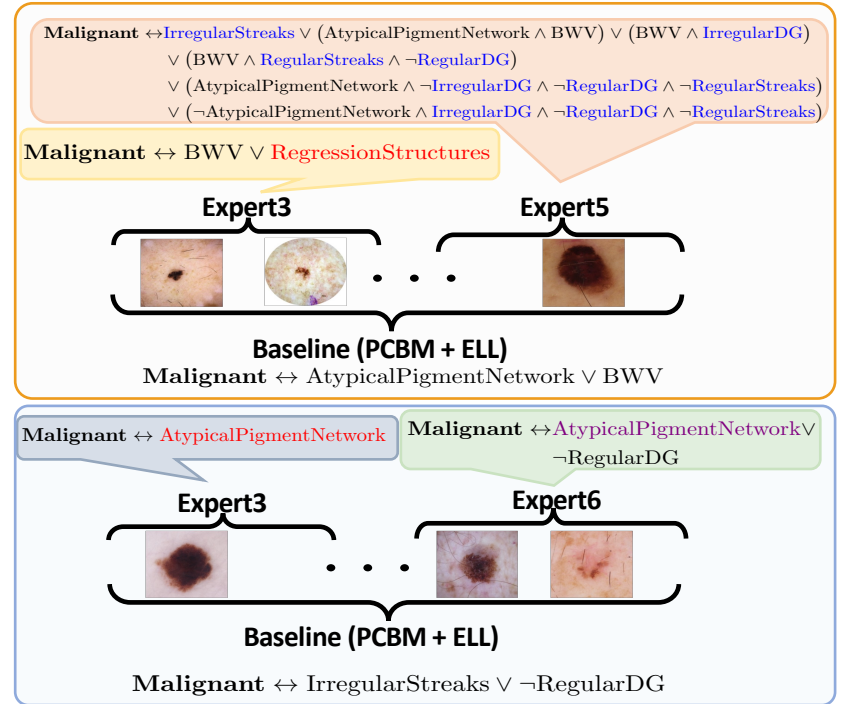 Malignant ↔IrregularStreaks ∨ (AtypicalPigmentNetwork ∧ BWV) ∨ (BWV ∧ IrregularDG)
∨ (BWV ∧ RegularStreaks ∧ ¬RegularDG)
∨ (AtypicalPigmentNetwork ∧ ¬IrregularDG ∧ ¬RegularDG ∧ ¬RegularStreaks)
∨ (¬AtypicalPigmentNetwork ∧ IrregularDG ∧ ¬RegularDG ∧ ¬RegularStreaks)
Malignant ↔ BWV ∨ RegressionStructures
Expert3
Expert5
. . .
Baseline (PCBM + ELL)
Malignant ↔ AtypicalPigmentNetwork ∨ BWV
Malignant ↔ AtypicalPigmentNetwork
Malignant ↔AtypicalPigmentNetwork∨
¬RegularDG
Expert3
Expert6
. . .
Baseline (PCBM + ELL)
Malignant ↔ IrregularStreaks ∨ ¬RegularDG